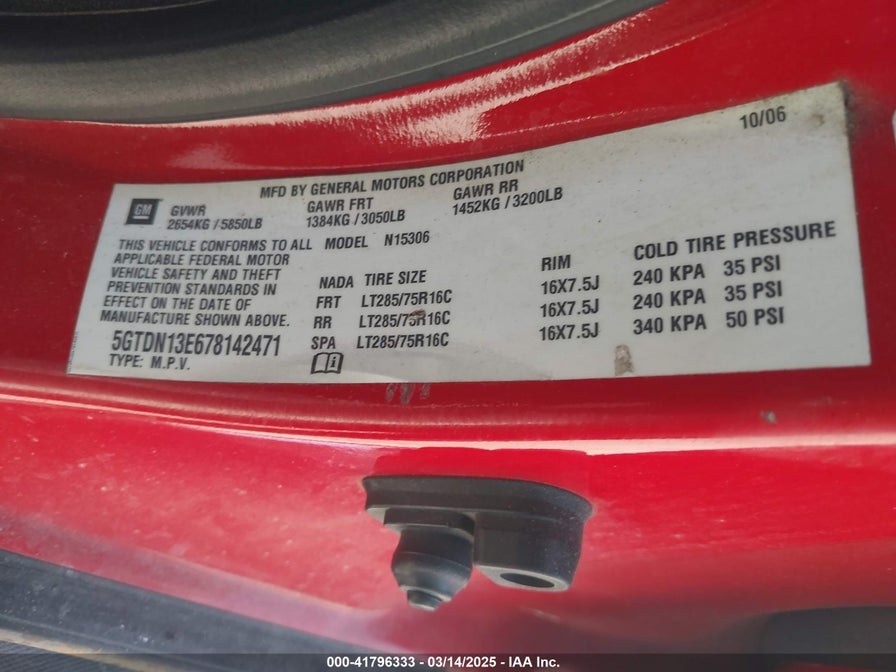 10/06
MFD BY GENERAL MOTORS CORPORATION
GM
GVWR GAWR FRT GAWR RR
2654KG / 5850LB 1384KG / 3050LB 1452KG / 3200LB
THIS VEHICLE CONFORMS TO ALL
APPLICABLE FEDERAL MOTOR
VEHICLE SAFETY AND THEFT
PREVENTION STANDARDS IN
EFFECT ON THE DATE OF
MANUFACTURE SHOWN ABOVE.
5GTDN13E678142471
TYPE: M.P.V.
MODEL N15306
NADA TIRE SIZE RIM COLD TIRE PRESSURE
FRT LT285/75R16C 16X7.5J 240 KPA 35 PSI
RR LT285/75R16C 16X7.5J 240 KPA 35 PSI
SPA LT285/75R16C 16X7.5J 340 KPA 50 PSI
000-41796333 — 03/14/2025 — IAA Inc.